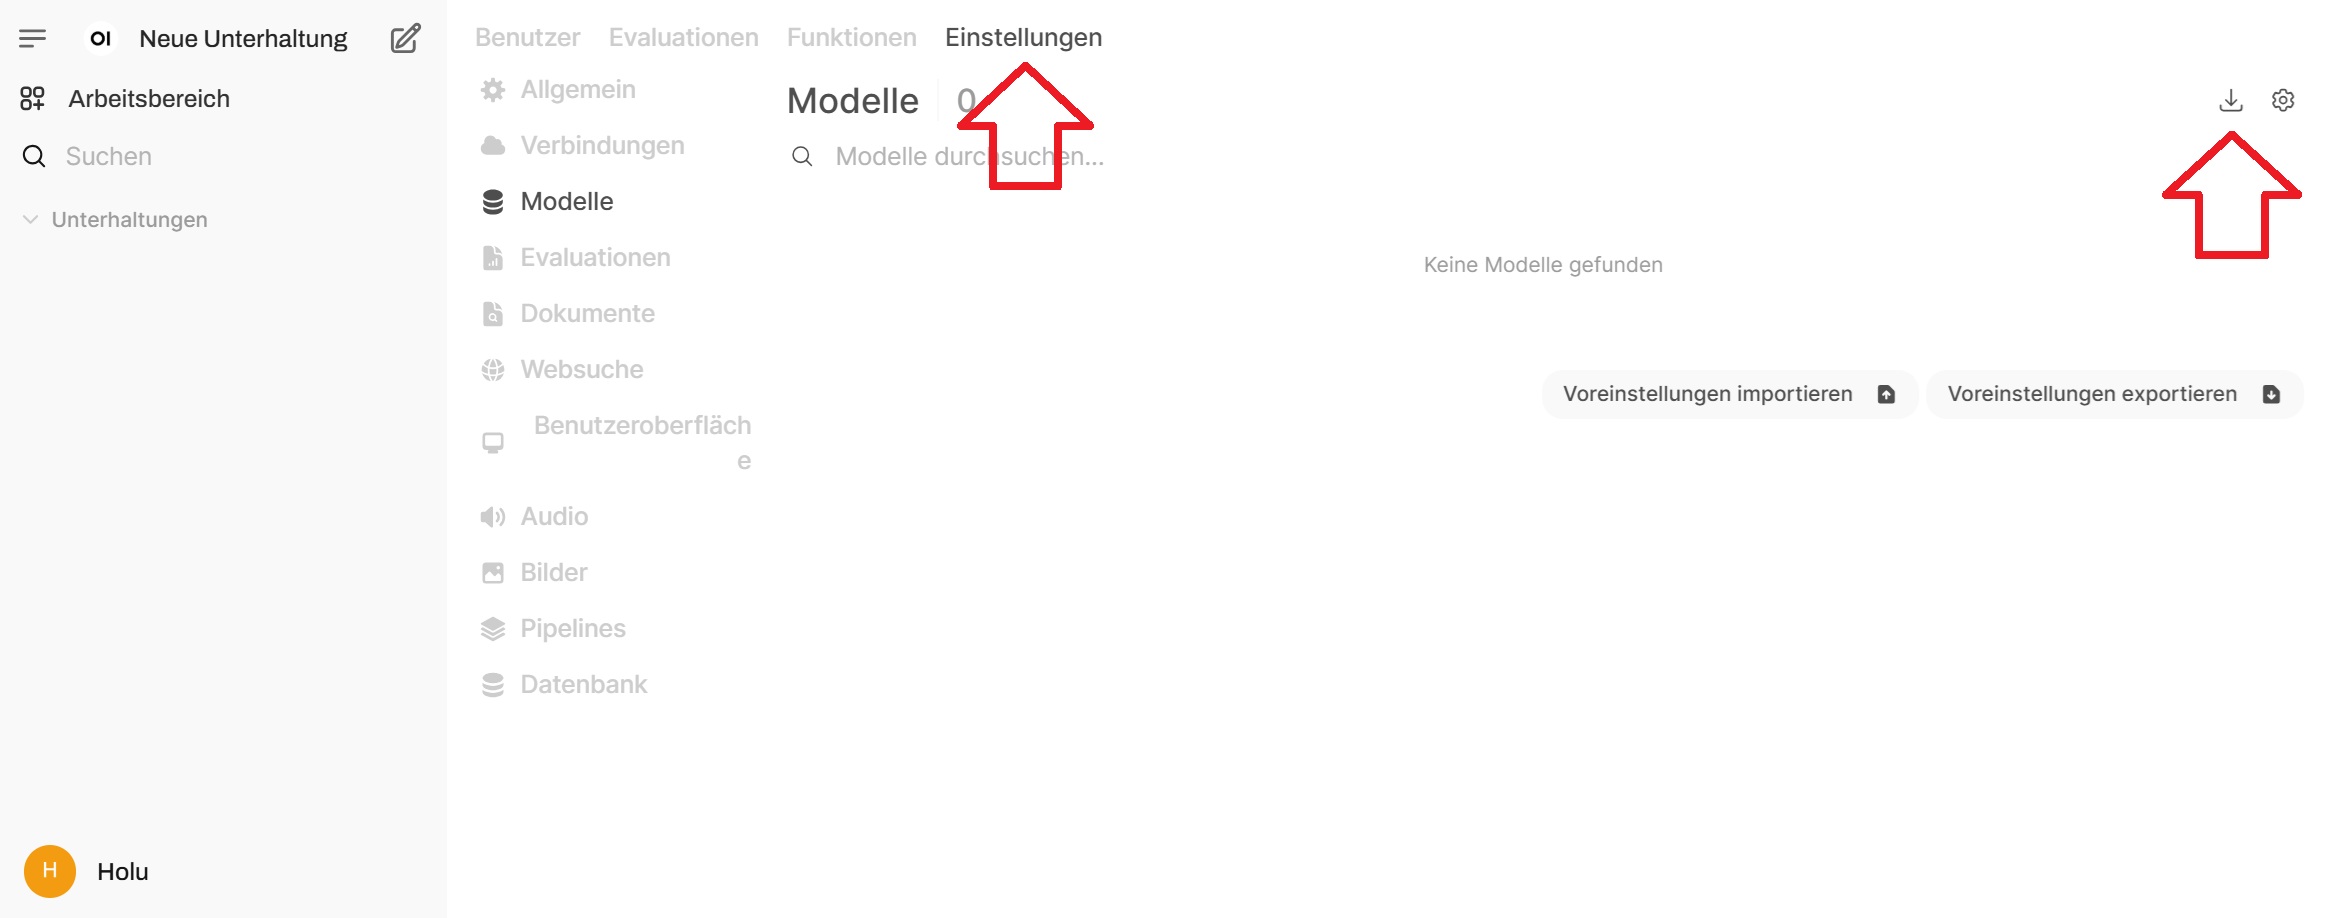 OI Neue Unterhaltung
Arbeitsbereich
Suchen
Unterhaltungen
H Holu
Benutzer Evaluationen Funktionen Einstellungen
Allgemein
Verbindungen
Modelle
Evaluationen
Dokumente
Websuche
Benutzeroberfläch
e
Audio
Bilder
Pipelines
Datenbank
Modelle 0
Modelle durchsuchen...
Keine Modelle gefunden
Voreinstellungen importieren Voreinstellungen exportieren